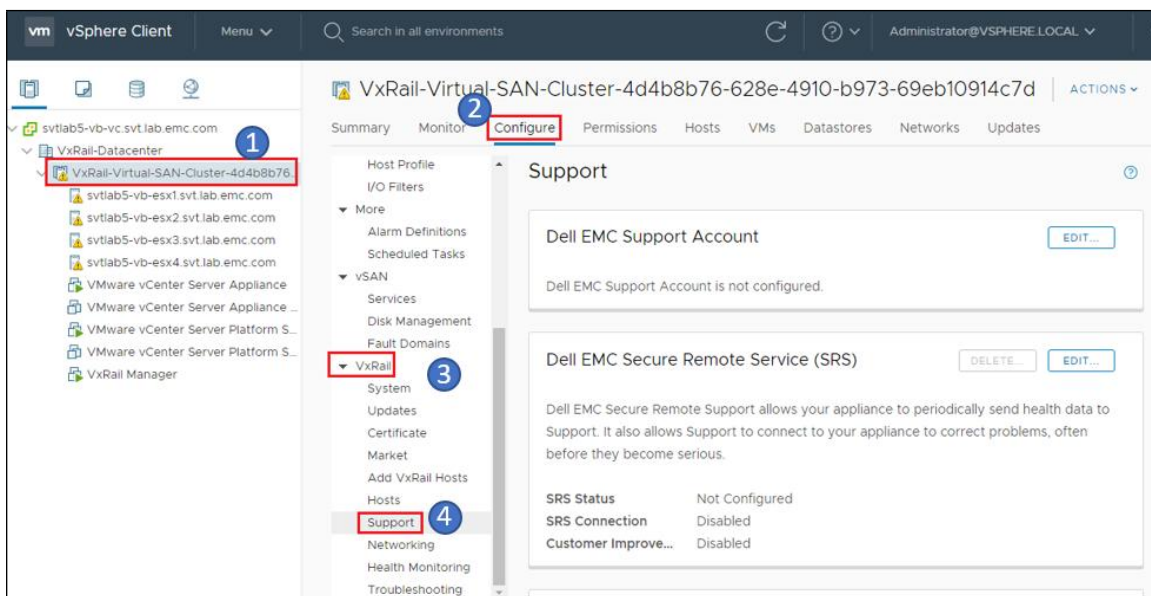 vm vSphere Client Menu Search in all environments Administrator@VSPHERE.LOCAL
svtlab5-vb-vc.svt.lab.emc.com
1
VxRail-Datacenter
VxRail-Virtual-SAN-Cluster-4d4b8b76...
svtlab5-vb-esx1.svt.lab.emc.com
svtlab5-vb-esx2.svt.lab.emc.com
svtlab5-vb-esx3.svt.lab.emc.com
svtlab5-vb-esx4.svt.lab.emc.com
VMware vCenter Server Appliance
VMware vCenter Server Appliance ...
VMware vCenter Server Platform S...
VMware vCenter Server Platform S...
VxRail Manager
VxRail-Virtual-SAN-Cluster-4d4b8b76-628e-4910-b973-69eb10914c7d ACTIONS
2
Summary Monitor Configure Permissions Hosts VMs Datastores Networks Updates
Host Profile
I/O Filters
More
Alarm Definitions
Scheduled Tasks
vSAN
Services
Disk Management
Fault Domains
VxRail
3
System
Updates
Certificate
Market
Add VxRail Hosts
Hosts
Support
4
Networking
Health Monitoring
Troubleshooting
Support
Dell EMC Support Account EDIT...
Dell EMC Support Account is not configured.
Dell EMC Secure Remote Service (SRS) DELETE... EDIT...
Dell EMC Secure Remote Support allows your appliance to periodically send health data to
Support. It also allows Support to connect to your appliance to correct problems, often
before they become serious.
SRS Status Not Configured
SRS Connection Disabled
Customer Improve... Disabled